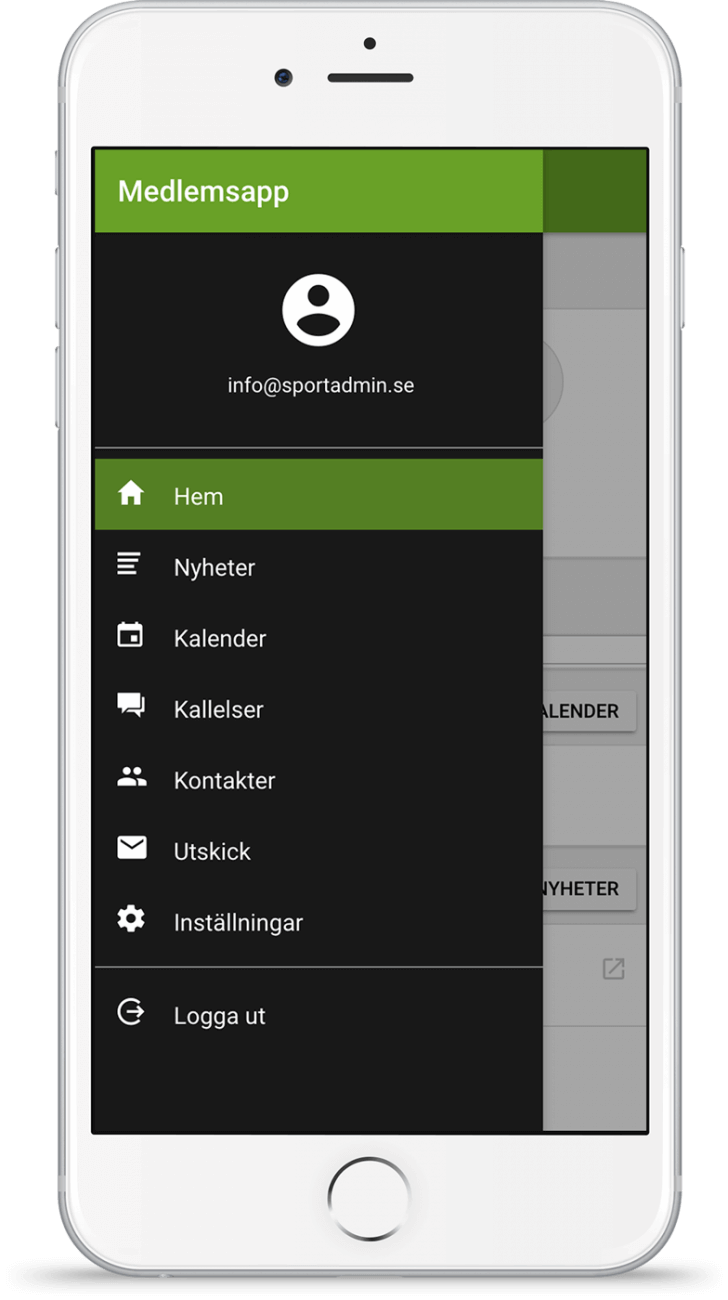 Medlemsapp
info@sportadmin.se
Hem
Nyheter
Kalender
Kallelser
ALENDER
Kontakter
Utskick
NYHETER
Inställningar
Logga ut